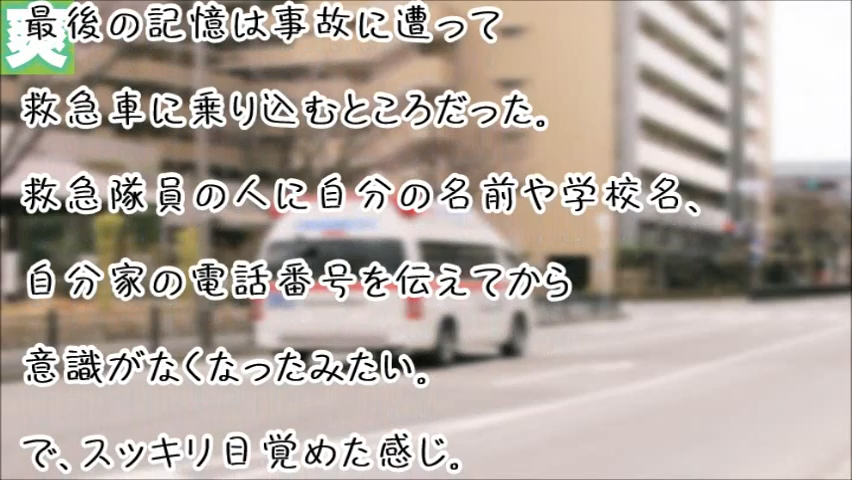 爽
最後の記憶は事故に遭って
救急車に乗り込むところだった。
救急隊員の人に自分の名前や学校名、
自分家の電話番号を伝えてから
意識がなくなったみたい。
で、スッキリ目覚めた感じ。